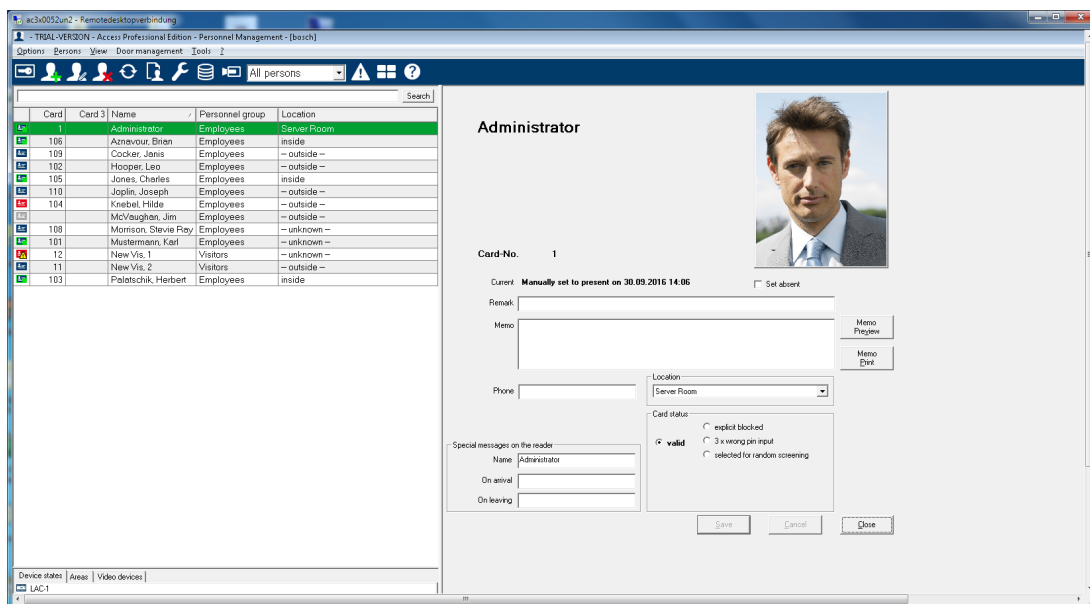 ac3x0052un2 - Remotedesktopverbindung
- TRIAL-VERSION - Access Professional Edition - Personnel Management - [bosch]
Options Persons View Door management Tools ?
All persons
Search
Card Card 3 Name Personnel group Location
1 Administrator Employees Server Room
106 Aznavour, Brian Employees inside
109 Cocker, Janis Employees – outside –
102 Hooper, Leo Employees – outside –
105 Jones, Charles Employees inside
110 Joplin, Joseph Employees – outside –
104 Knebel, Hilde Employees – outside –
McVaughan, Jim Employees – outside –
108 Morrison, Stevie Ray Employees – unknown –
101 Mustermann, Karl Employees – unknown –
12 New Vis, 1 Visitors – unknown –
11 New Vis, 2 Visitors – outside –
103 Palatschik, Herbert Employees inside
Administrator
Card-No. 1
Current Manually set to present on 30.09.2016 14:06
Set absent
Remark
Memo
Memo
Preview
Memo
Print
Phone
Location
Server Room
Card status
valid
explicit blocked
3 x wrong pin input
selected for random screening
Special messages on the reader
Name Administrator
On arrival
On leaving
Save Cancel Close
Device states Areas Video devices
LAC-1